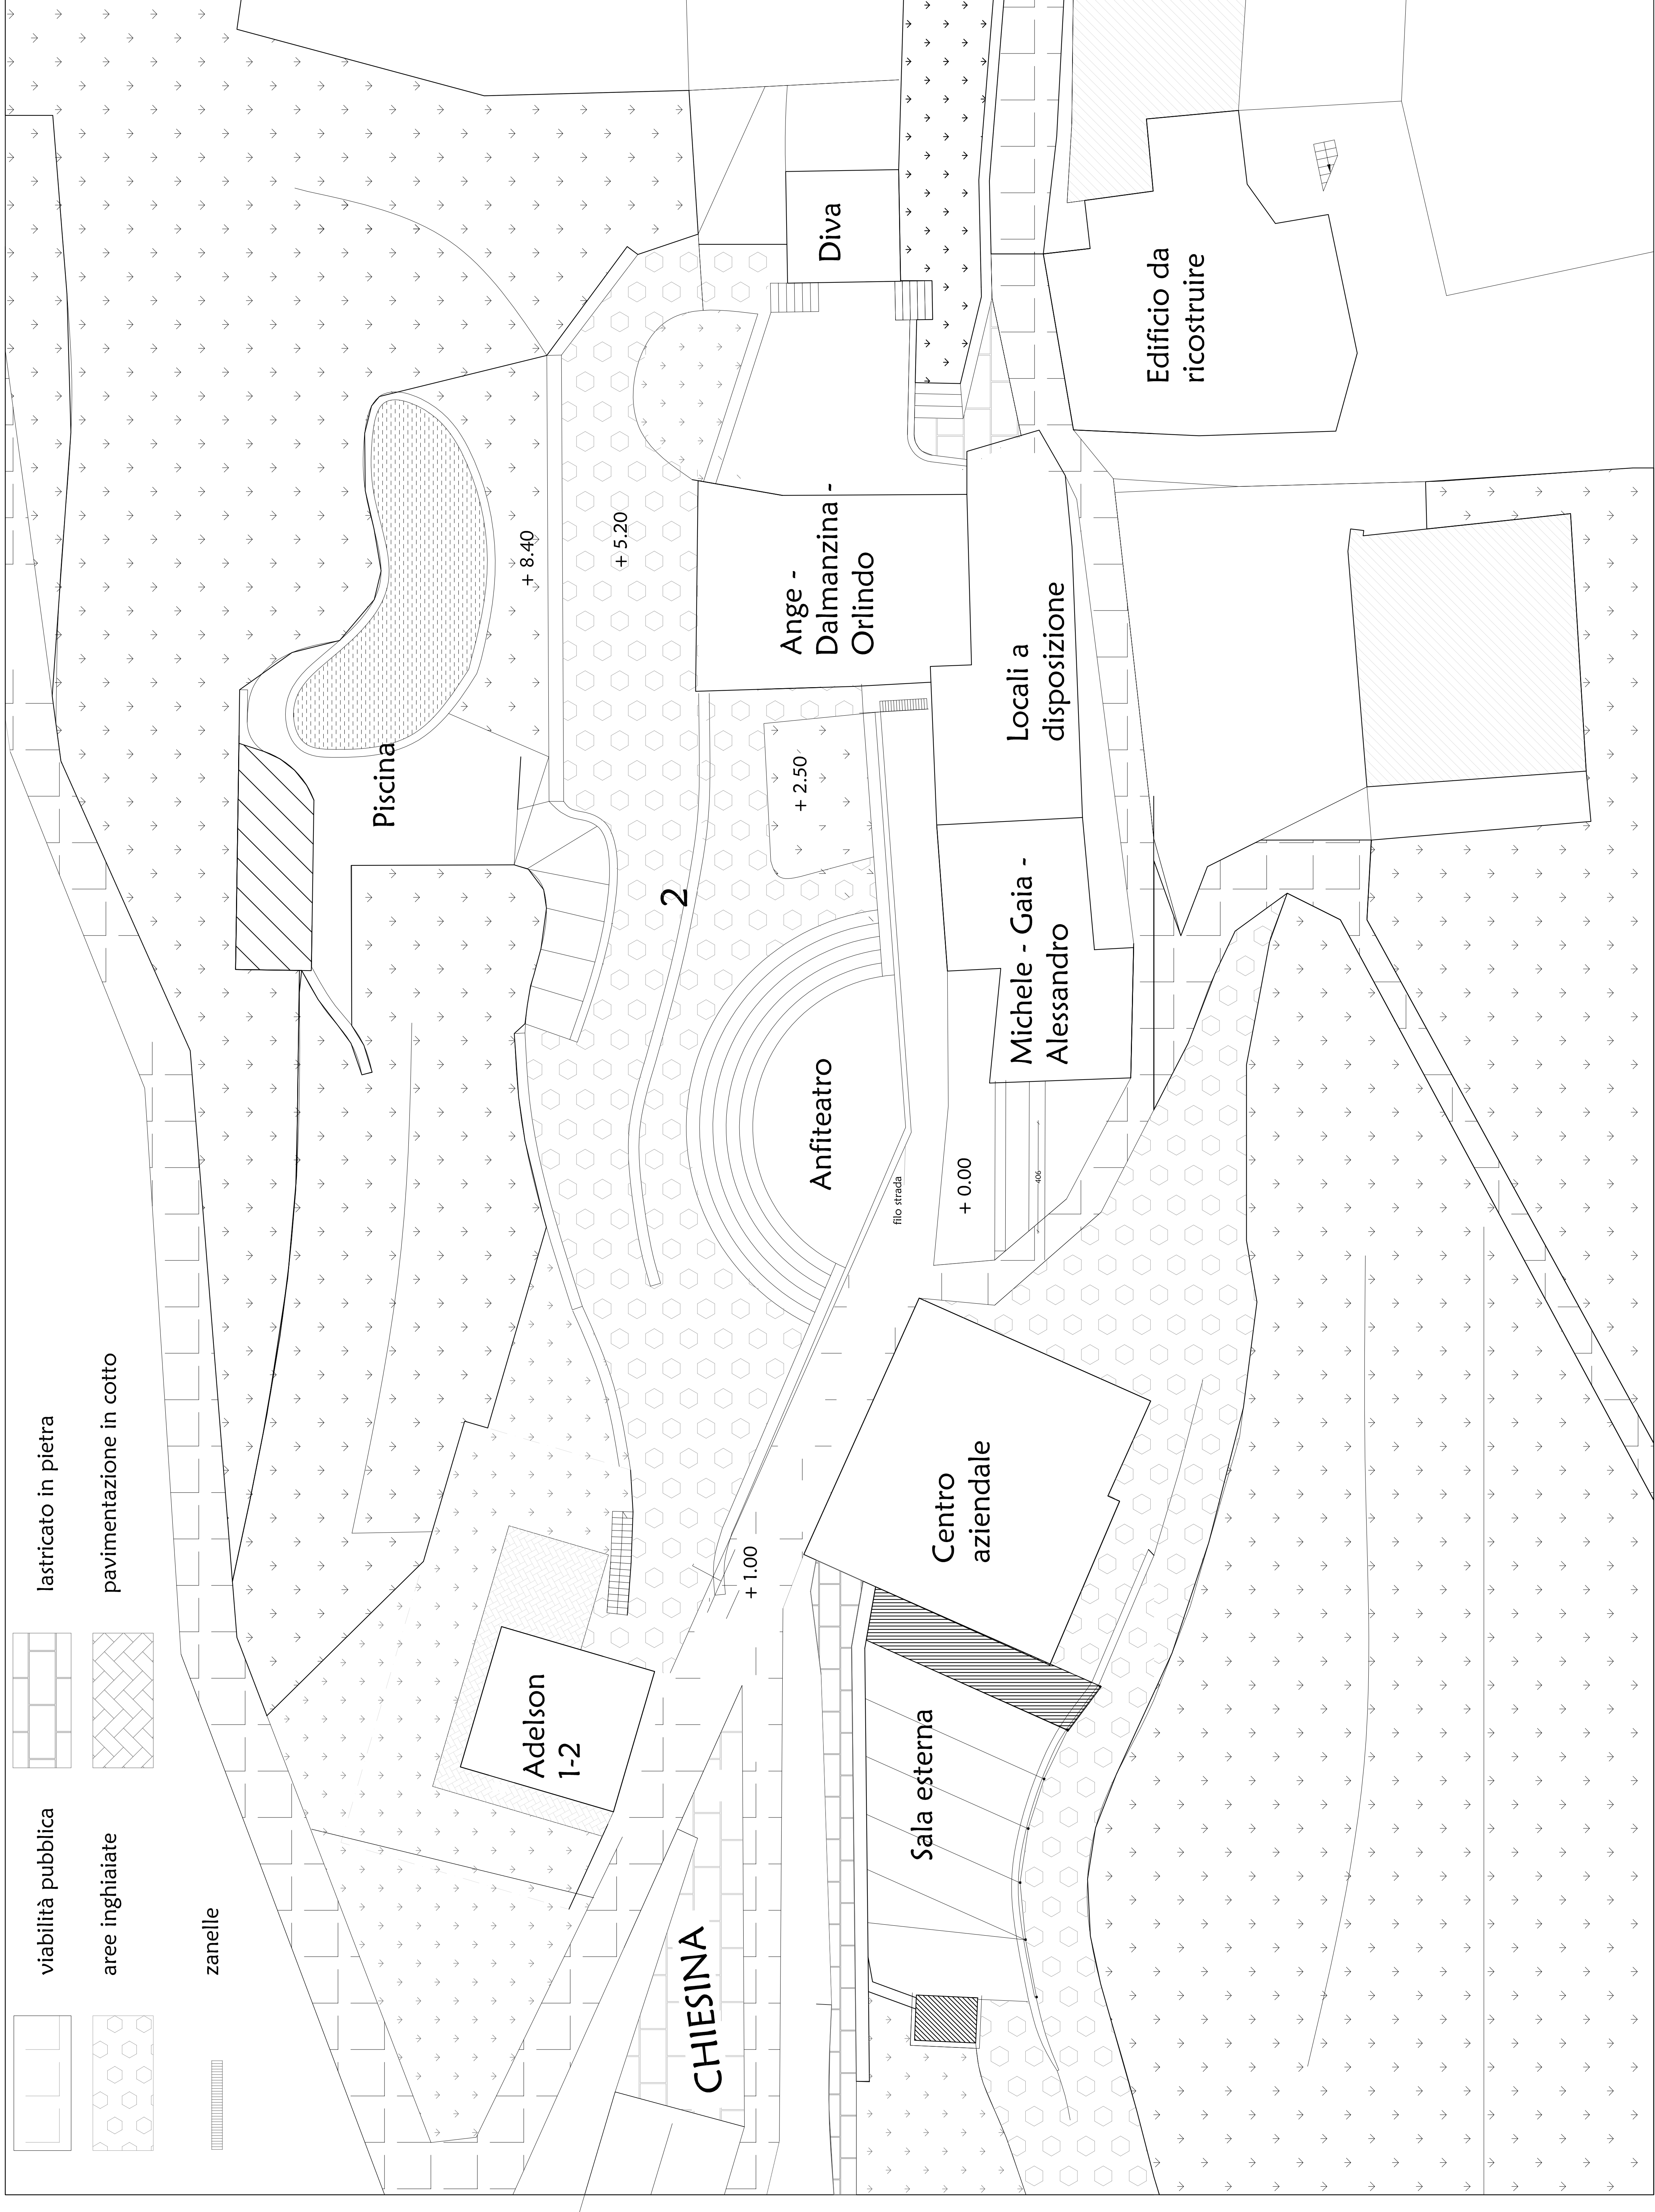 viabilità pubblica
lastricato in pietra
aree inghiaiate
pavimentazione in cotto
zanelle
Piscina
+ 8.40
+ 5.20
2
+ 2.50
Adelson
1-2
CHIESINA
+ 1.00
Anfiteatro
Ange -
Dalmanzina -
Orlindo
Diva
filo strada
Sala esterna
Centro
aziendale
+ 0.00
406
Michele - Gaia -
Alessandro
Locali a
disposizione
Edificio da
ricostruire